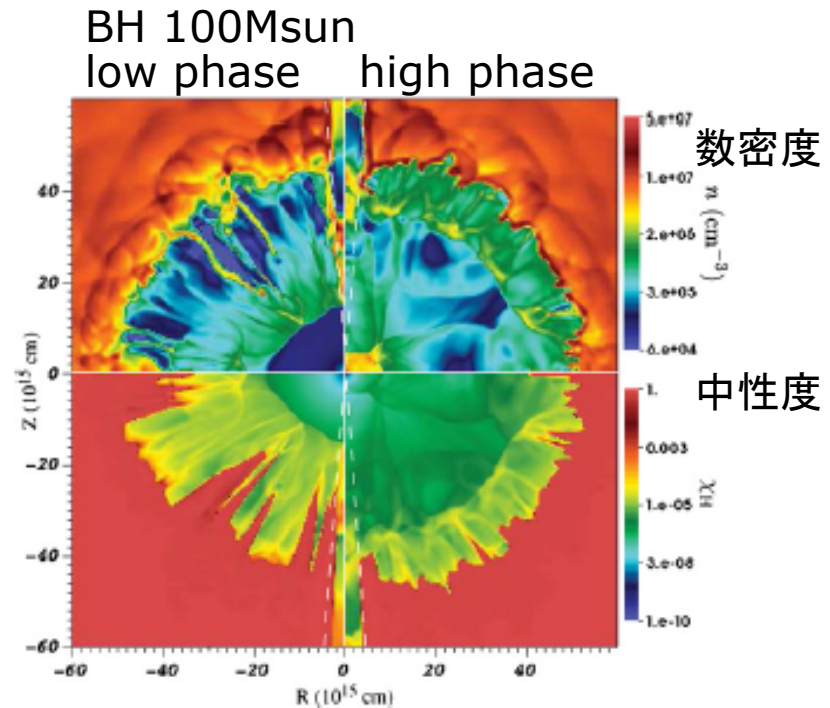 BH 100Msun
low phase high phase
数密度
5.e+07
1.e+07
2.e+06
3.e+05
6.e+04
n (cm⁻³)
40
20
0
-20
-40
-60
Z (10¹⁵ cm)
中性度
1.
0.003
1.e-05
3.e-08
1.e-10
χH
-60 -40 -20 0 20 40
R (10¹⁵ cm)